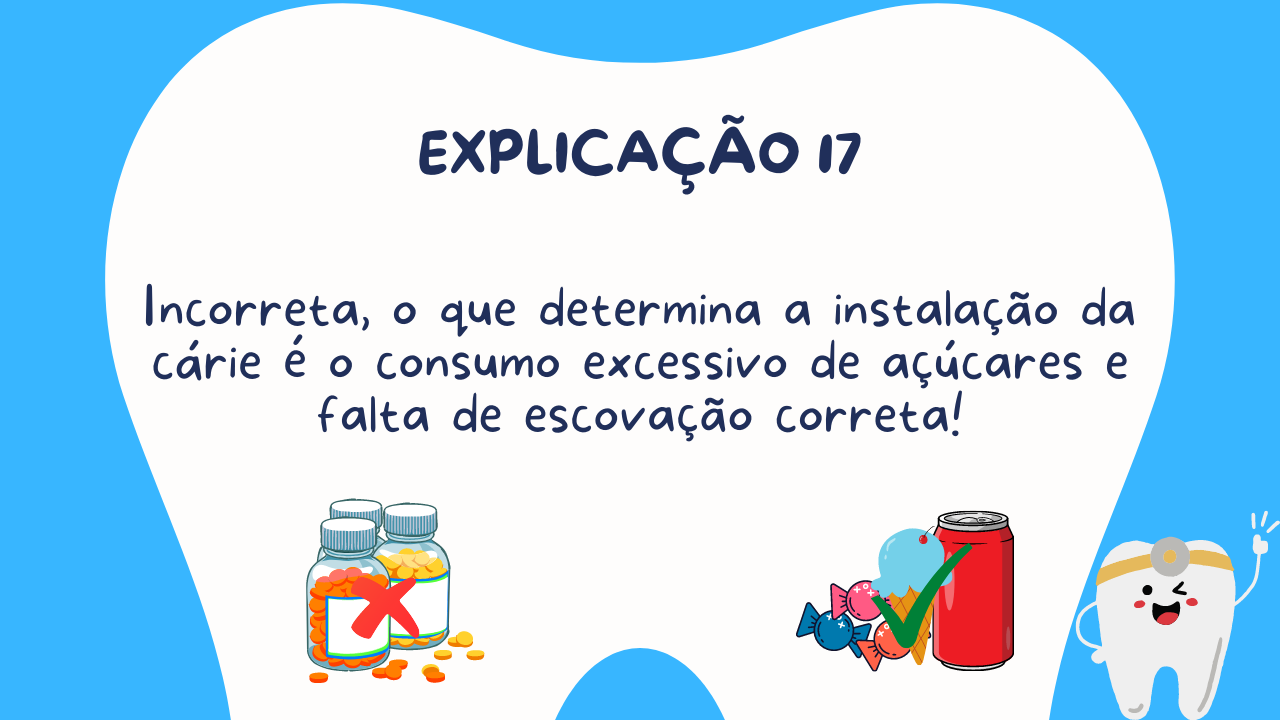 EXPLICAÇÃO 17
Incorreta, o que determina a instalação da
cárie é o consumo excessivo de açúcares e
falta de escovação correta!